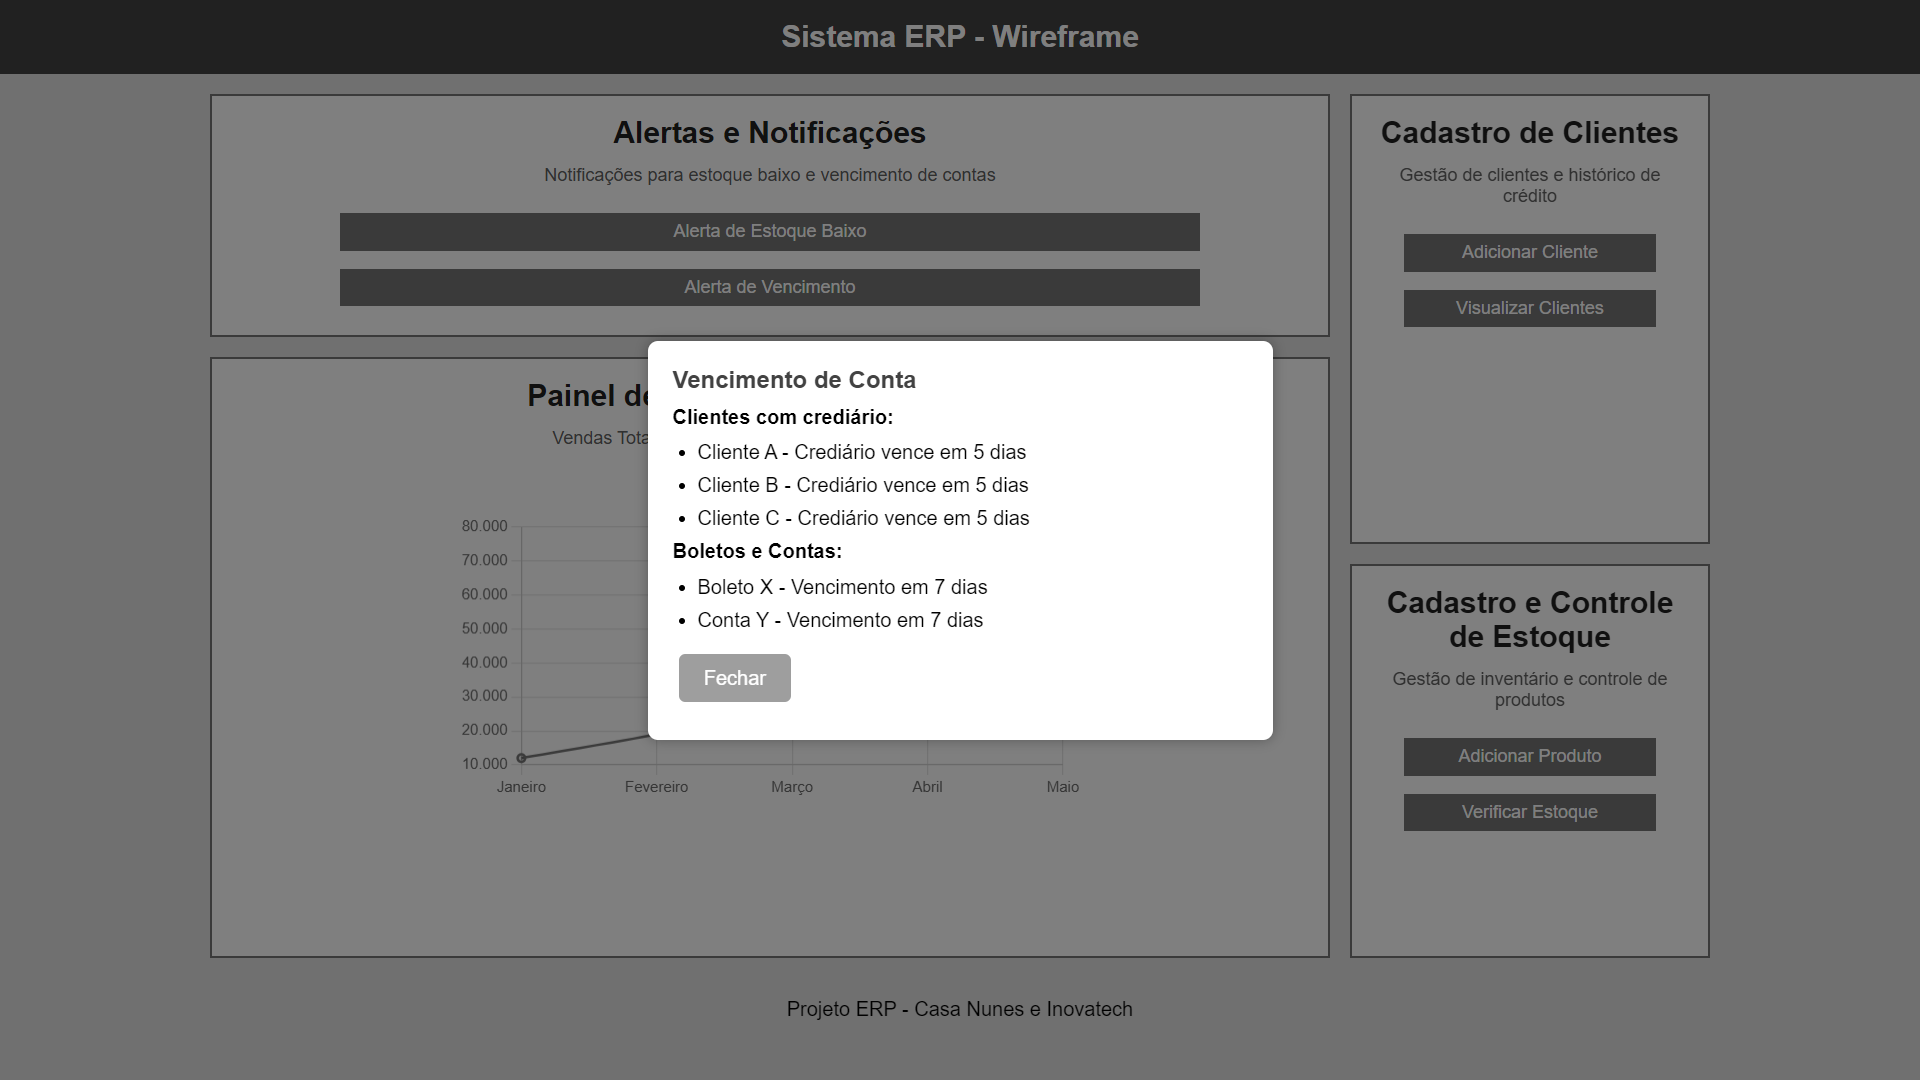 Sistema ERP - Wireframe
Alertas e Notificações
Notificações para estoque baixo e vencimento de contas
Alerta de Estoque Baixo
Alerta de Vencimento
Cadastro de Clientes
Gestão de clientes e histórico de
crédito
Adicionar Cliente
Visualizar Clientes
Painel de
Vendas
Vencimento de Conta
Clientes com crediário:
Cliente A - Crediário vence em 5 dias
Cliente B - Crediário vence em 5 dias
Cliente C - Crediário vence em 5 dias
Boletos e Contas:
Boleto X - Vencimento em 7 dias
Conta Y - Vencimento em 7 dias
Fechar
80.000
70.000
60.000
50.000
40.000
30.000
20.000
10.000
Janeiro
Fevereiro
Março
Abril
Maio
Cadastro e Controle
de Estoque
Gestão de inventário e controle de
produtos
Adicionar Produto
Verificar Estoque
Projeto ERP - Casa Nunes e Inovatech